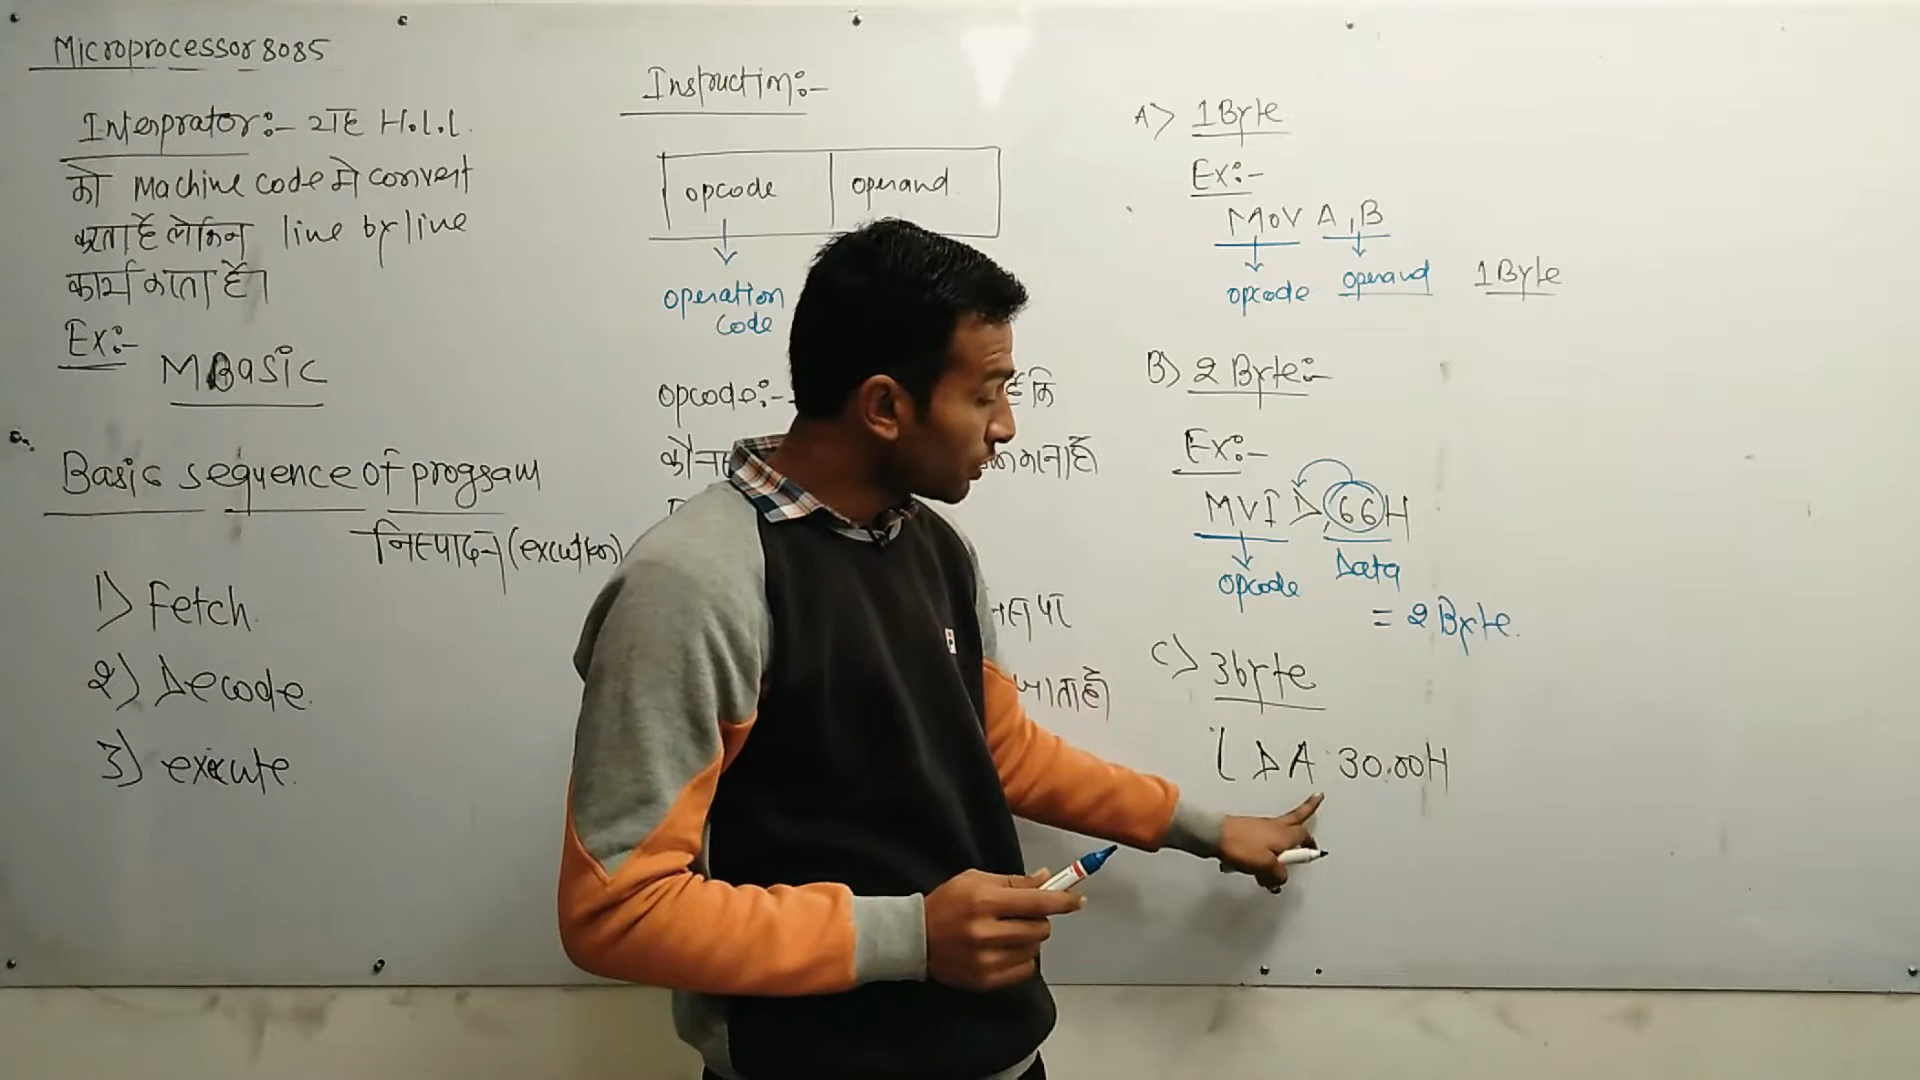 Microprocessor 8085
Interprator:- यह H.L.L.
को Machine code मे convert
करता है लेकिन line by line
कार्य करता है।
Ex:-
MBasic
Basic sequence of program
निस्पादन (excution)
1) Fetch.
2) Decode.
3) execute.
Instruction:-
opcode operand.
operation
code
opcode:- कि
है
पर
जाता है
A) 1Byte
Ex:-
MOV A,B
opcode operand 1Byte
B) 2 Byte:-
Ex:-
MVI D,66H
opcode Data
= 2 Byte.
C) 3byte
LDA 30.00H